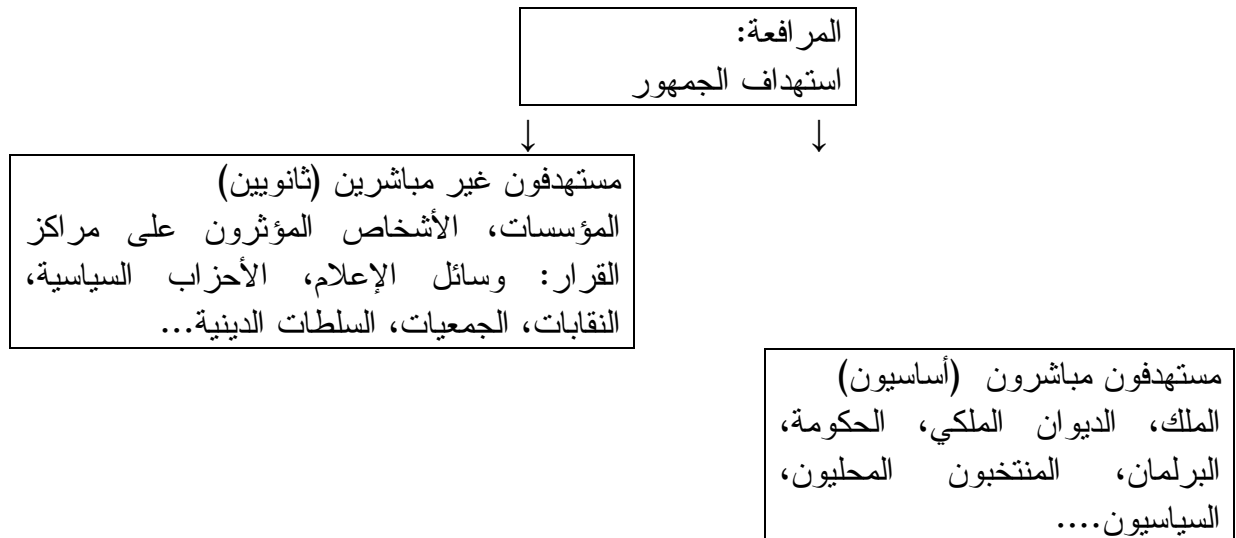 المرافعة:
استهداف الجمهور
↓ ↓
مستهدفون غير مباشرين (ثانويين)
المؤسسات، الأشخاص المؤثرون على مراكز
القرار: وسائل الإعلام، الأحزاب السياسية،
النقابات، الجمعيات، السلطات الدينية...
مستهدفون مباشرون (أساسيون)
الملك، الديوان الملكي، الحكومة،
البرلمان، المنتخبون المحليون،
السياسيون....